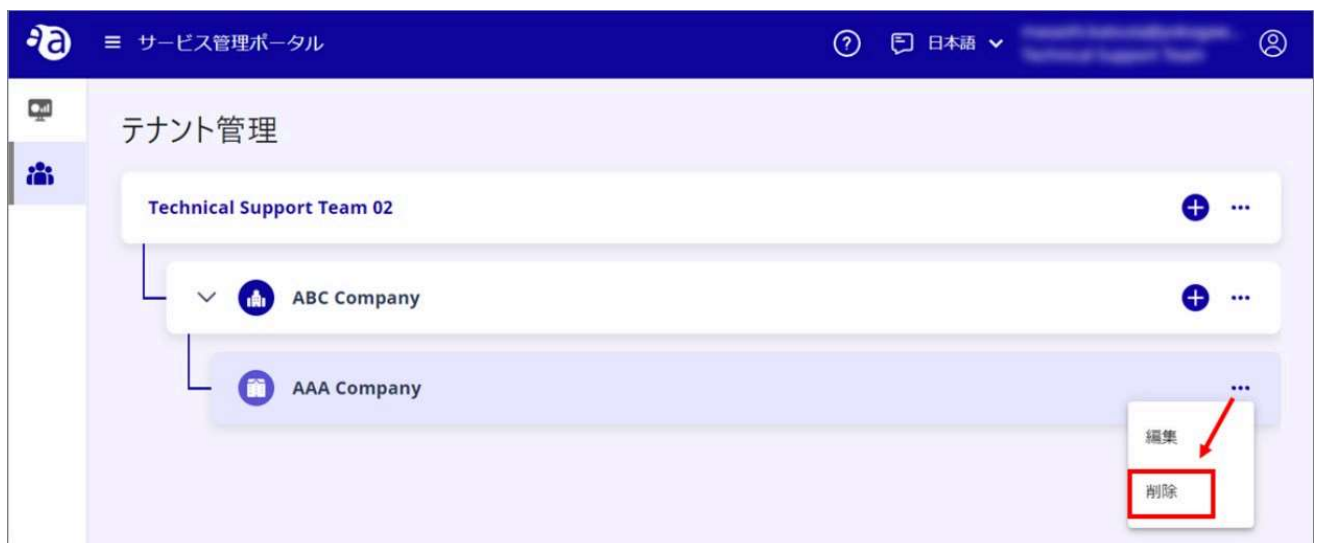 サービス管理ポータル
日本語
テナント管理
Technical Support Team 02
ABC Company
AAA Company
編集
削除